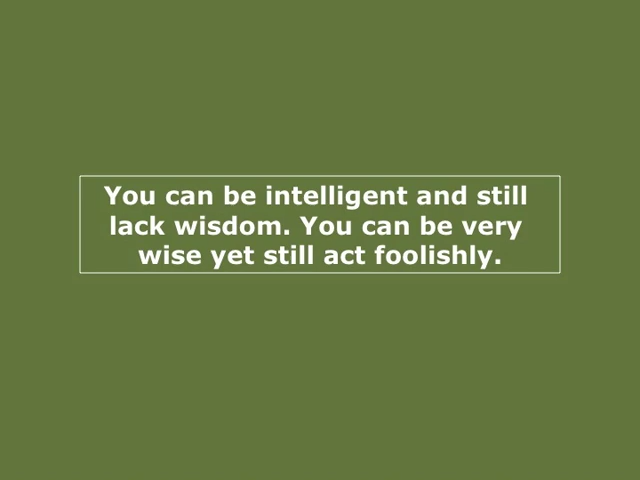 You can be intelligent and still
lack wisdom. You can be very
wise yet still act foolishly.